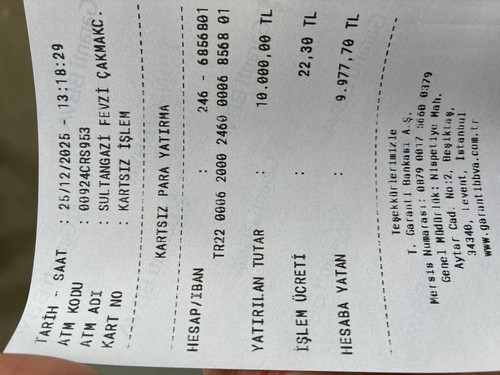 TARİH - SAAT : 25/12/2025 - 13:18:29
ATM KODU : 00924CRS953
ATM ADI : SULTANGAZİ FEVZİ ÇAKMAKC.
KART NO : KARTSIZ İŞLEM
KARTSIZ PARA YATIRMA
HESAP/IBAN : 246 - 6856801
TR22 0006 2000 2460 0006 8568 01
YATIRILAN TUTAR : 10.000,00 TL
İŞLEM ÜCRETİ : 22,30 TL
HESABA YATAN : 9.977,70 TL
Teşekkürlerimizle
T. Garanti Bankası A.Ş.
Mersis Numarası: 0879 0017 5660 0379
Genel Müdürlük: Nispetiye Mah.
Aytar Cad. No:2, Beşiktaş,
34340, Levent, İstanbul
www.garantibbva.com.tr